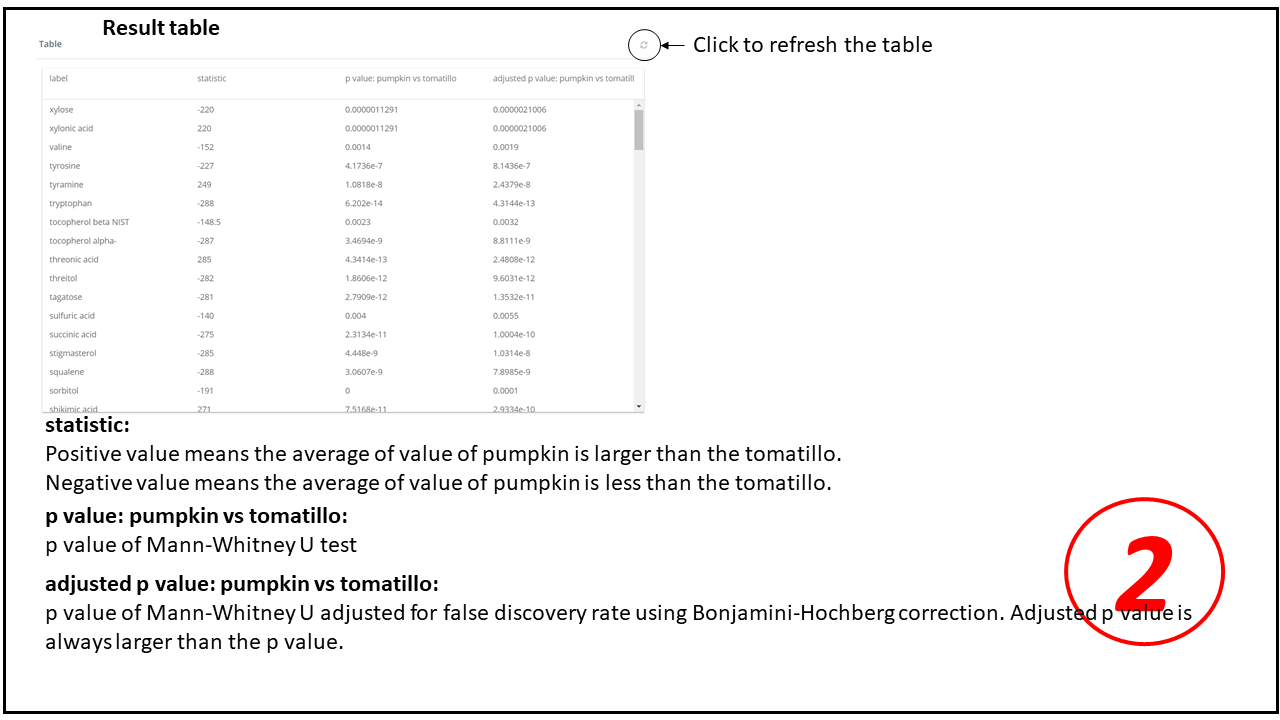 Result table
Table
Click to refresh the table
label statistic p value: pumpkin vs tomatillo adjusted p value: pumpkin vs tomatill
xylose -220 0.0000011291 0.0000021006
xylonic acid 220 0.0000011291 0.0000021006
valine -152 0.0014 0.0019
tyrosine -227 4.1736e-7 8.1436e-7
tyramine 249 1.0818e-8 2.4379e-8
tryptophan -288 6.202e-14 4.3144e-13
tocopherol beta NIST -148.5 0.0023 0.0032
tocopherol alpha- -287 3.4694e-9 8.8111e-9
threonic acid 285 4.3414e-13 2.4808e-12
threitol -282 1.8606e-12 9.6031e-12
tagatose -281 2.7909e-12 1.3532e-11
sulfuric acid -140 0.004 0.0055
succinic acid -275 2.3134e-11 1.0004e-10
stigmasterol -285 4.448e-9 1.0314e-8
squalene -288 3.0607e-9 7.8985e-9
sorbitol -191 0 0.0001
shikimic acid 271 7.5168e-11 2.9334e-10
statistic:
Positive value means the average of value of pumpkin is larger than the tomatillo.
Negative value means the average of value of pumpkin is less than the tomatillo.
p value: pumpkin vs tomatillo:
p value of Mann-Whitney U test
adjusted p value: pumpkin vs tomatillo:
p value of Mann-Whitney U adjusted for false discovery rate using Bonjamini-Hochberg correction. Adjusted p value is
always larger than the p value.
2